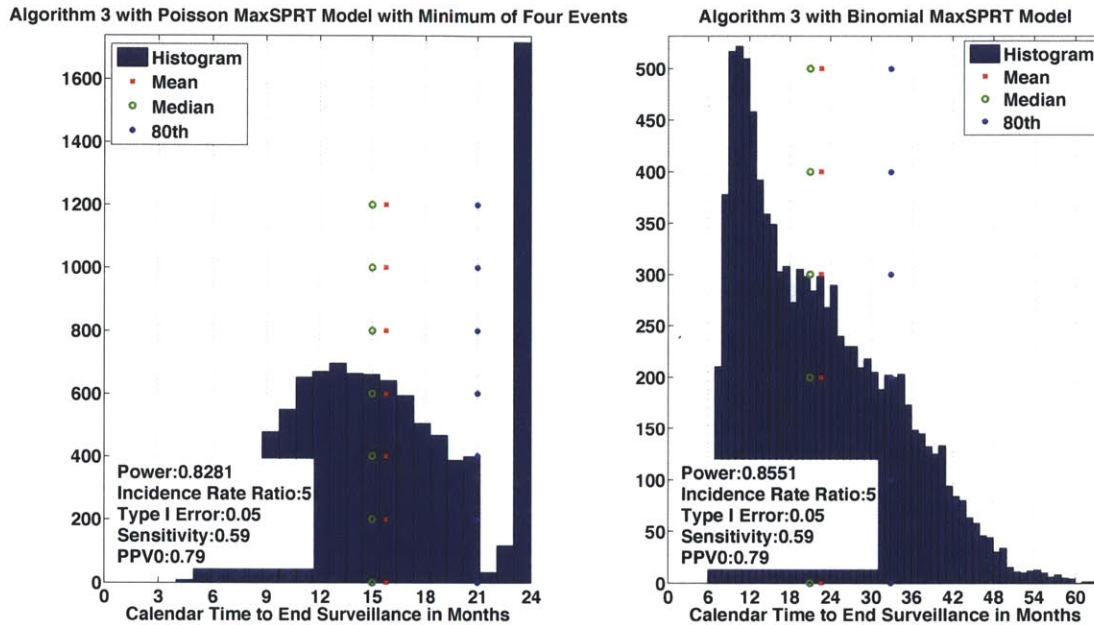 Algorithm 3 with Poisson MaxSPRT Model with Minimum of Four Events
1600
1400
1200
1000
800
600
400
200
0
Histogram
Mean
Median
80th
Power:0.8281
Incidence Rate Ratio:5
Type I Error:0.05
Sensitivity:0.59
PPV0:0.79
0 3 6 9 12 15 18 21 24
Calendar Time to End Surveillance in Months
Algorithm 3 with Binomial MaxSPRT Model
500
450
400
350
300
250
200
150
100
50
0
Histogram
Mean
Median
80th
Power:0.8551
Incidence Rate Ratio:5
Type I Error:0.05
Sensitivity:0.59
PPV0:0.79
0 6 12 18 24 30 36 42 48 54 60
Calendar Time to End Surveillance in Months